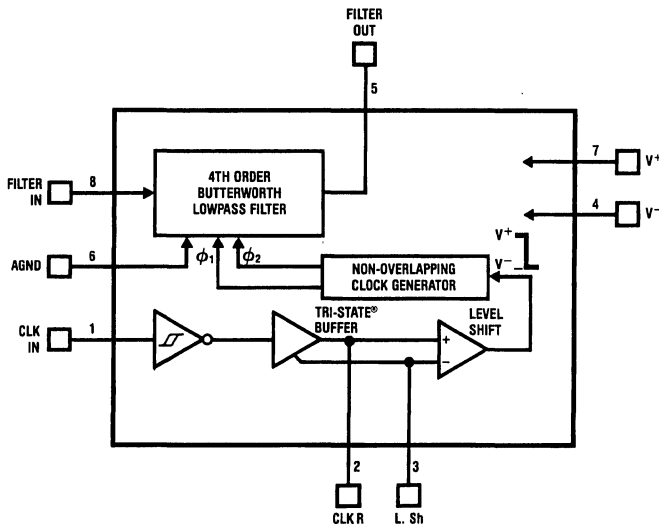 FILTER
OUT
5
7
V+
4TH ORDER
BUTTERWORTH
LOWPASS FILTER
FILTER
IN
8
4
V−
V+
AGND
6
ϕ1
ϕ2
V−
NON-OVERLAPPING
CLOCK GENERATOR
TRI-STATE®
BUFFER
LEVEL
SHIFT
CLK
IN
1
+
−
2
3
CLK R
L. Sh